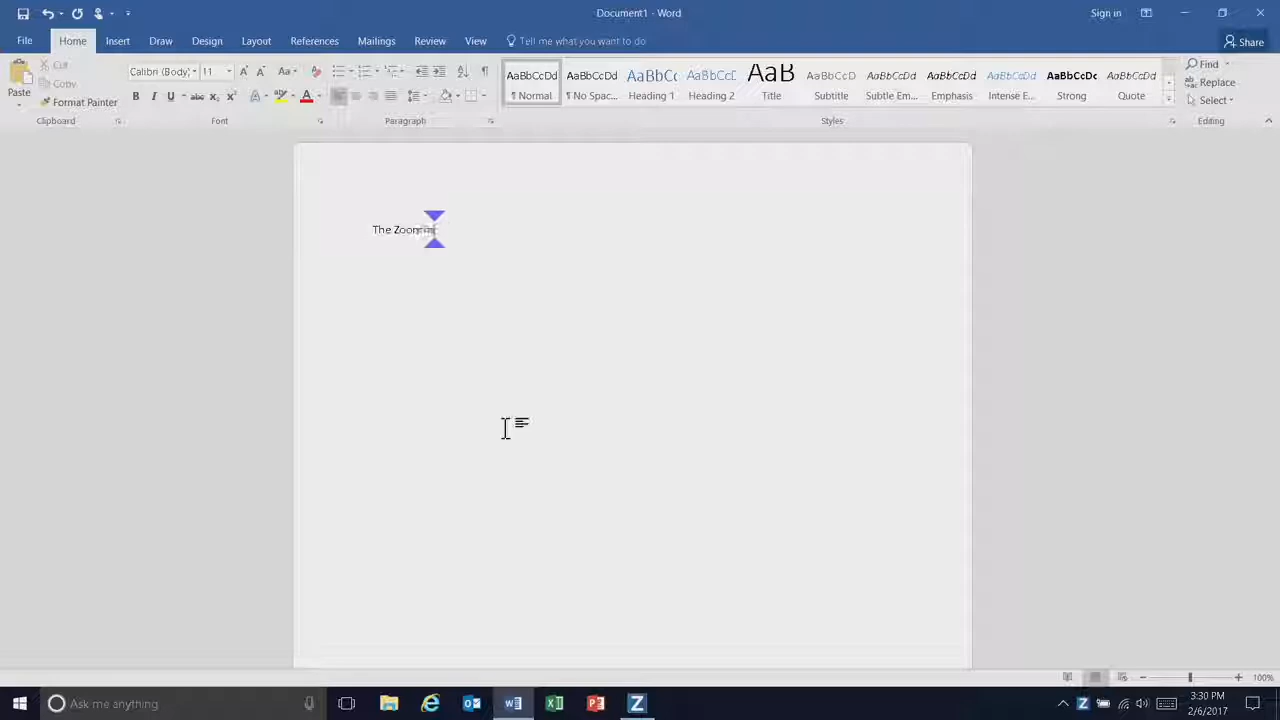 Document1 - Word
Sign in
File Home Insert Draw Design Layout References Mailings Review View Tell me what you want to do Share
Paste
Cut
Copy
Format Painter
Clipboard
Calibri (Body) 11
Font
Paragraph
AaBbCcDd AaBbCcDd AaBbCc AaBbCcD AaB AaBbCcD AaBbCcDd AaBbCcDd AaBbCcDd AaBbCcDc AaBbCcDd
¶ Normal ¶ No Spac... Heading 1 Heading 2 Title Subtitle Subtle Em... Emphasis Intense E... Strong Quote
Styles
Find
Replace
Select
Editing
The
100%
Ask me anything
3:30 PM
2/6/2017